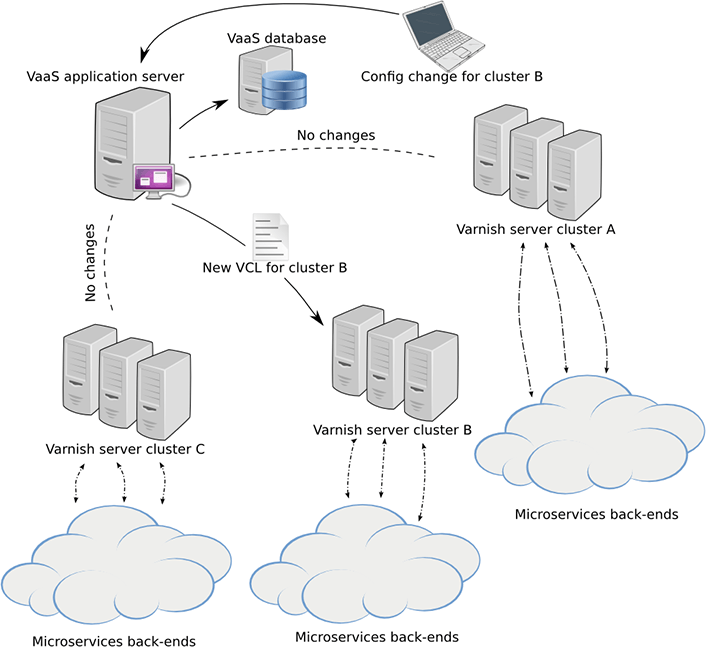 VaaS database
VaaS application server
Config change for cluster B
No changes
Varnish server cluster A
No changes
New VCL for cluster B
Varnish server cluster B
Varnish server cluster C
Microservices back-ends
Microservices back-ends
Microservices back-ends